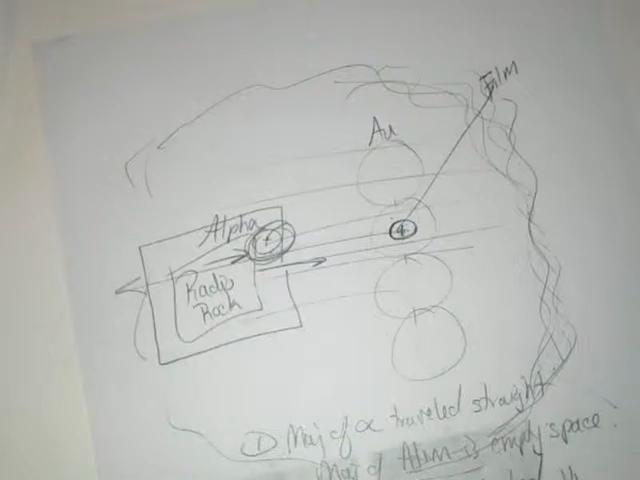 Film
Au
Alpha
+
Radio
Rock
① Maj of α traveled straight
Maj of Atom is empty space.